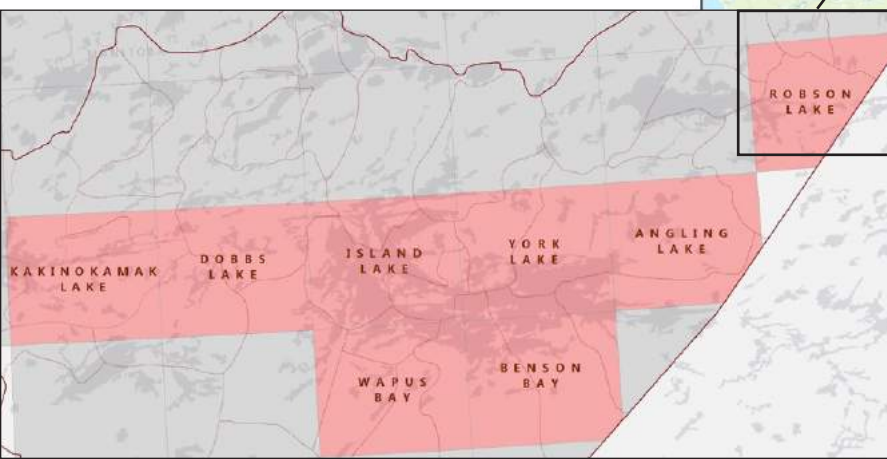 ROBSON
LAKE
KAKINOKAMAK
LAKE
DOBBS
LAKE
ISLAND
LAKE
YORK
LAKE
ANGLING
LAKE
WAPUS
BAY
BENSON
BAY